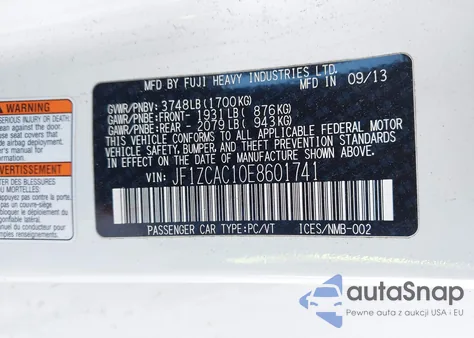 WARNING
MFD BY FUJI HEAVY INDUSTRIES LTD.
MFD IN 09/13
GVWR/PNBV: 3748LB(1700KG)
GAWR/PNBE:FRONT- 1931LB( 876KG)
GAWR/PNBE:REAR - 2079LB( 943KG)
THIS VEHICLE CONFORMS TO ALL APPLICABLE FEDERAL MOTOR
VEHICLE SAFETY, BUMPER, AND THEFT PREVENTION STANDARDS
IN EFFECT ON THE DATE OF MANUFACTURE SHOWN ABOVE.
VIN: JF1ZCAC10E8601741
PASSENGER CAR TYPE:PC/VT ICES/NMB-002
AVERTISSEMENT
autoSnap
Pewne auta z aukcji USA i EU